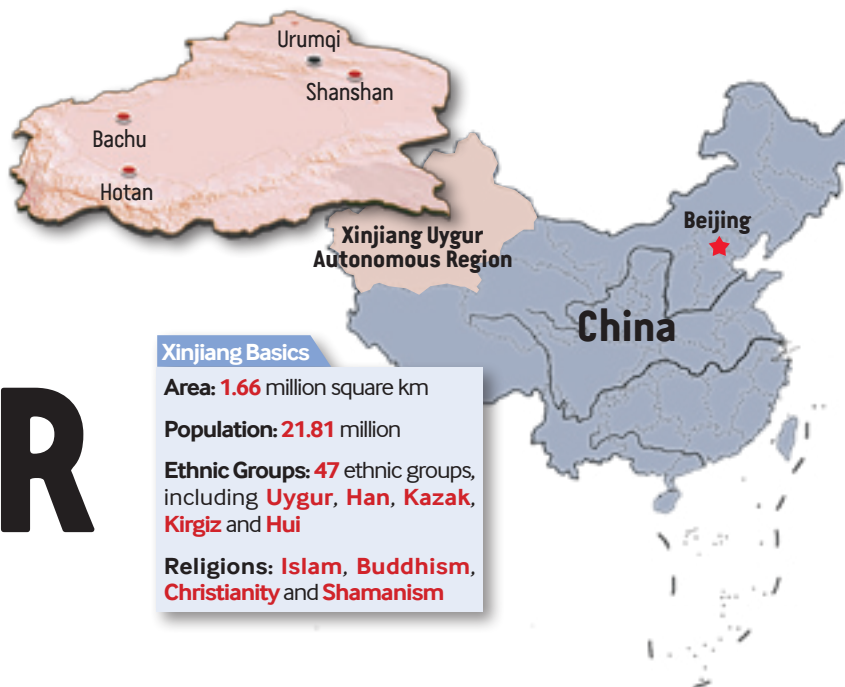 Urumqi
Shanshan
Bachu
Hotan
Xinjiang Uygur
Autonomous Region
Beijing
China
Xinjiang Basics
Area: 1.66 million square km
Population: 21.81 million
Ethnic Groups: 47 ethnic groups,
including Uygur, Han, Kazak,
Kirgiz and Hui
Religions: Islam, Buddhism,
Christianity and Shamanism
R